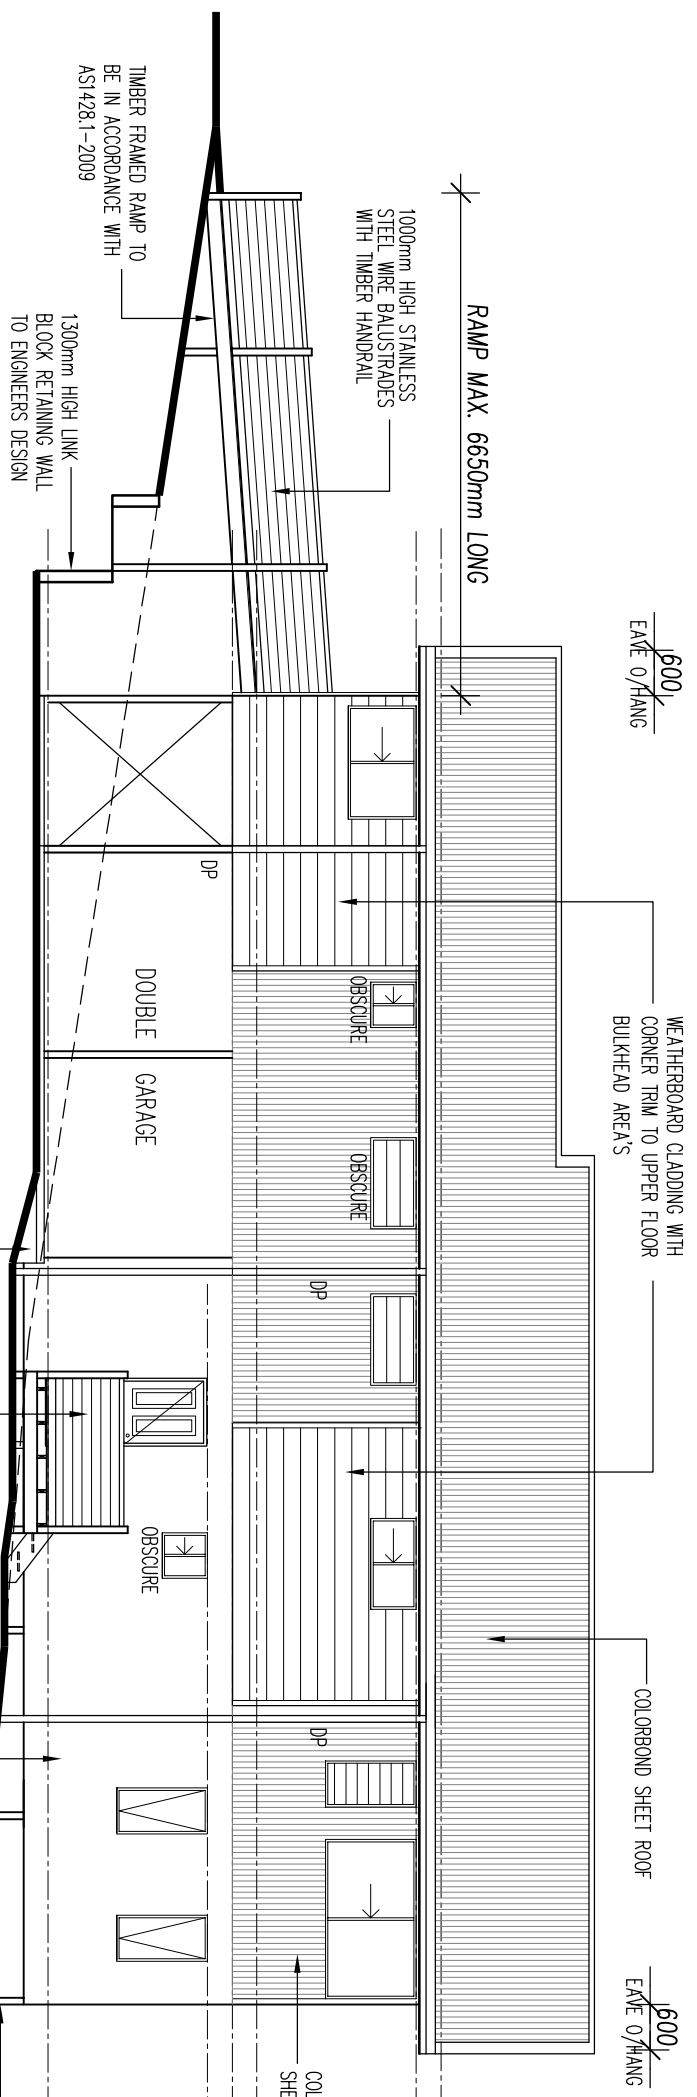 600
EAVE O/HANG
600
EAVE O/HANG
WEATHERBOARD CLADDING WITH
CORNER TRIM TO UPPER FLOOR
BULKHEAD AREA'S
COLORBOND SHEET ROOF
RAMP MAX. 6650mm LONG
1000mm HIGH STAINLESS
STEEL WIRE BALUSTRADES
WITH TIMBER HANDRAIL
OBSCURE
OBSCURE
DP
DP
COL
SHE
DP
DOUBLE GARAGE
OBSCURE
TIMBER FRAMED RAMP TO
BE IN ACCORDANCE WITH
AS1428.1-2009
1300mm HIGH LINK
BLOCK RETAINING WALL
TO ENGINEERS DESIGN